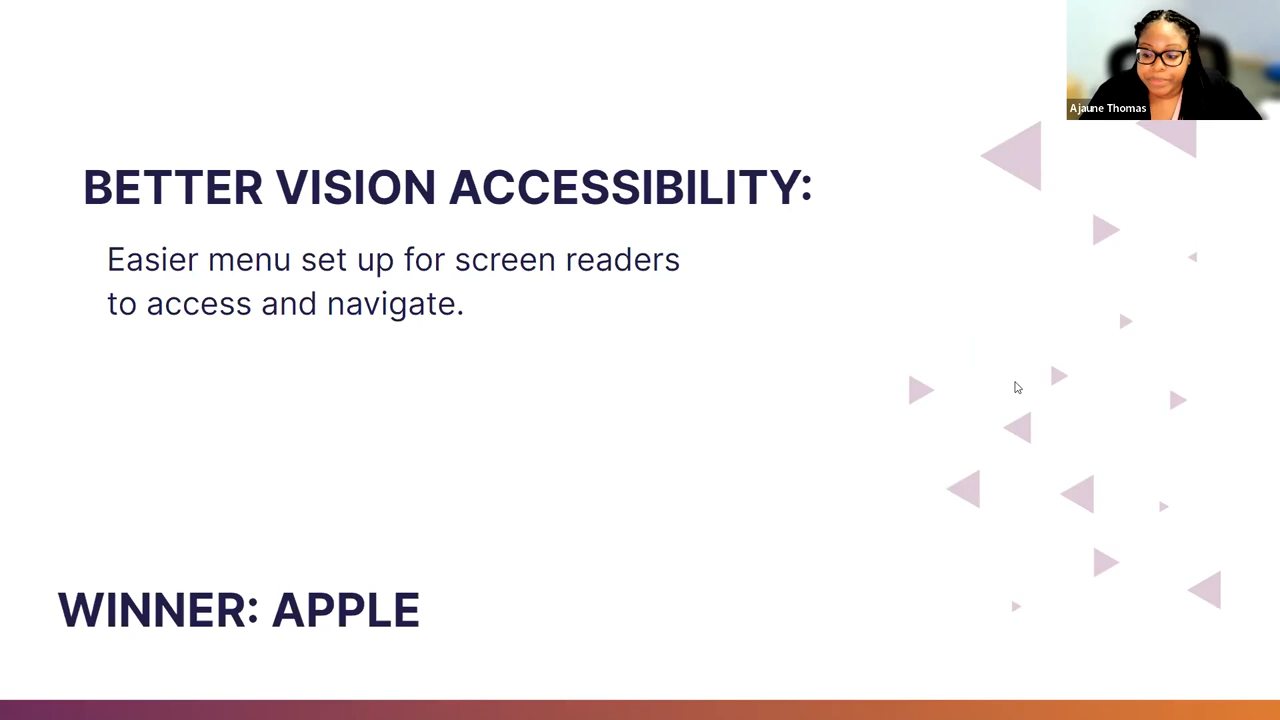 Ajaune Thomas
BETTER VISION ACCESSIBILITY:
Easier menu set up for screen readers
to access and navigate.
WINNER: APPLE